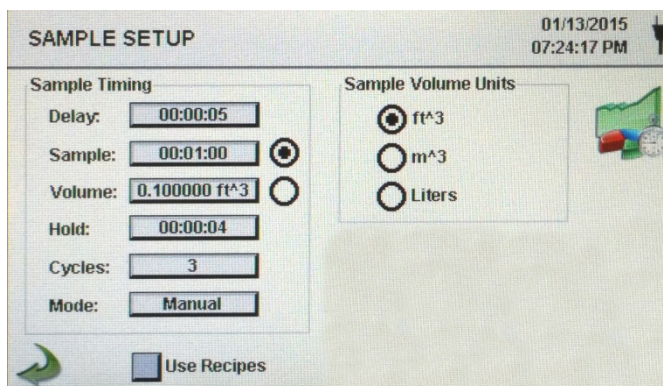 SAMPLE SETUP
01/13/2015
07:24:17 PM
Sample Timing
Delay: 00:00:05
Sample: 00:01:00
Volume: 0.100000 ft^3
Hold: 00:00:04
Cycles: 3
Mode: Manual
Use Recipes
Sample Volume Units
ft^3
m^3
Liters